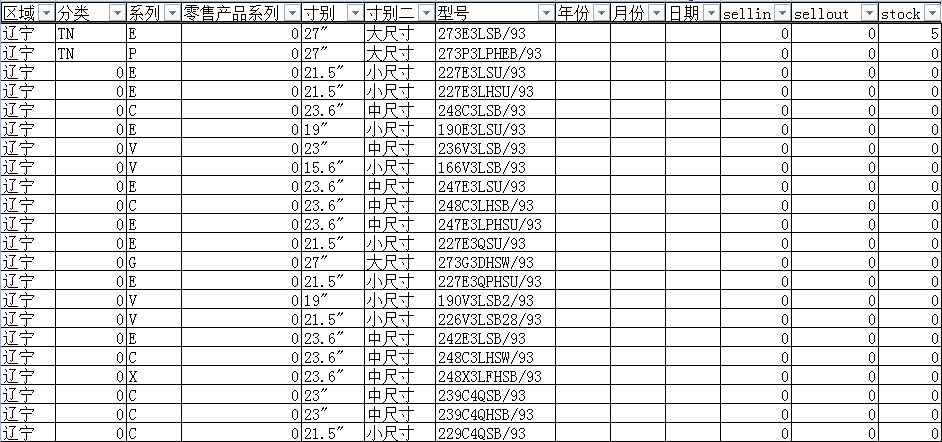 区域 分类 系列 零售产品系列 寸别 寸别二 型号 年份 月份 日期 sellin sellout stock
辽宁 TN E 0 27" 大尺寸 273E3LSB/93 0 0 5
辽宁 TN P 0 27" 大尺寸 273P3LPHEB/93 0 0 0
辽宁 0 E 0 21.5" 小尺寸 227E3LSU/93 0 0 0
辽宁 0 E 0 21.5" 小尺寸 227E3LHSU/93 0 0 0
辽宁 0 C 0 23.6" 中尺寸 248C3LSB/93 0 0 0
辽宁 0 E 0 19" 小尺寸 190E3LSU/93 0 0 0
辽宁 0 V 0 23" 中尺寸 236V3LSB/93 0 0 0
辽宁 0 V 0 15.6" 小尺寸 166V3LSB/93 0 0 0
辽宁 0 E 0 23.6" 中尺寸 247E3LSU/93 0 0 0
辽宁 0 C 0 23.6" 中尺寸 248C3LHSB/93 0 0 0
辽宁 0 E 0 23.6" 中尺寸 247E3LPHSU/93 0 0 0
辽宁 0 E 0 21.5" 小尺寸 227E3QSU/93 0 0 0
辽宁 0 G 0 27" 大尺寸 273G3DHSW/93 0 0 0
辽宁 0 E 0 21.5" 小尺寸 227E3QPHSU/93 0 0 0
辽宁 0 V 0 19" 小尺寸 190V3LSB2/93 0 0 0
辽宁 0 V 0 21.5" 小尺寸 226V3LSB28/93 0 0 0
辽宁 0 E 0 23.6" 中尺寸 242E3LSB/93 0 0 0
辽宁 0 C 0 23.6" 中尺寸 248C3LHSW/93 0 0 0
辽宁 0 X 0 23.6" 中尺寸 248X3LFHSB/93 0 0 0
辽宁 0 C 0 23" 中尺寸 239C4QSB/93 0 0 0
辽宁 0 C 0 23" 中尺寸 239C4QHSB/93 0 0 0
辽宁 0 C 0 21.5" 小尺寸 229C4QSB/93 0 0 0